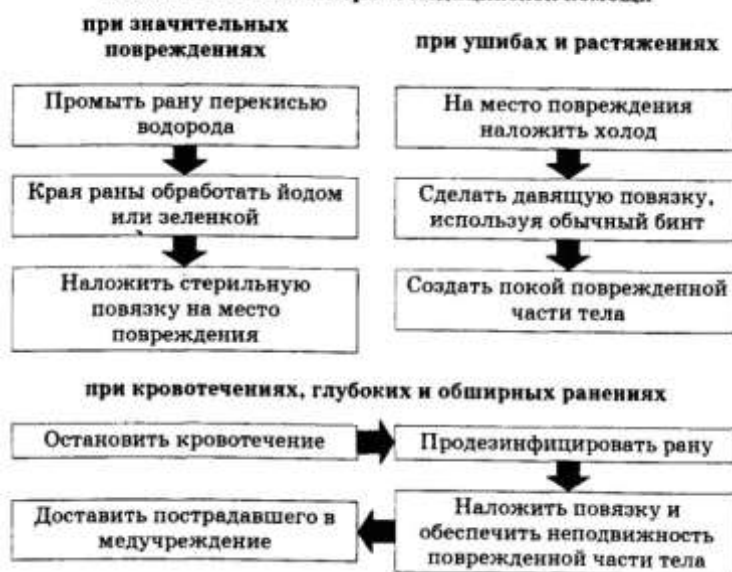 при значительных
повреждениях
при ушибах и растяжениях
Промыть рану перекисью
водорода
На место повреждения
наложить холод
Края раны обработать йодом
или зеленкой
Сделать давящую повязку,
используя обычный бинт
Наложить стерильную
повязку на место
повреждения
Создать покой поврежденной
части тела
при кровотечениях, глубоких и обширных ранениях
Остановить кровотечение
Продезинфицировать рану
Доставить пострадавшего в
медучреждение
Наложить повязку и
обеспечить неподвижность
поврежденной части тела